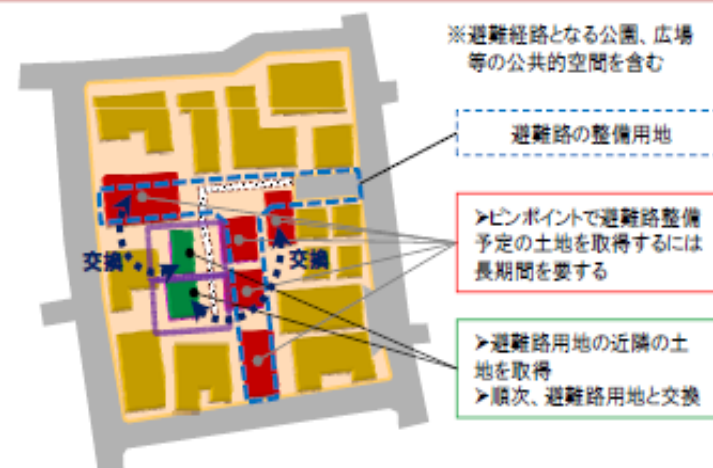 ※避難経路となる公園、広場
等の公共的空間を含む
避難路の整備用地
➢ピンポイントで避難路整備
予定の土地を取得するには
長期間を要する
交換
交換
➢避難路用地の近隣の土
地を取得
➢順次、避難路用地と交換